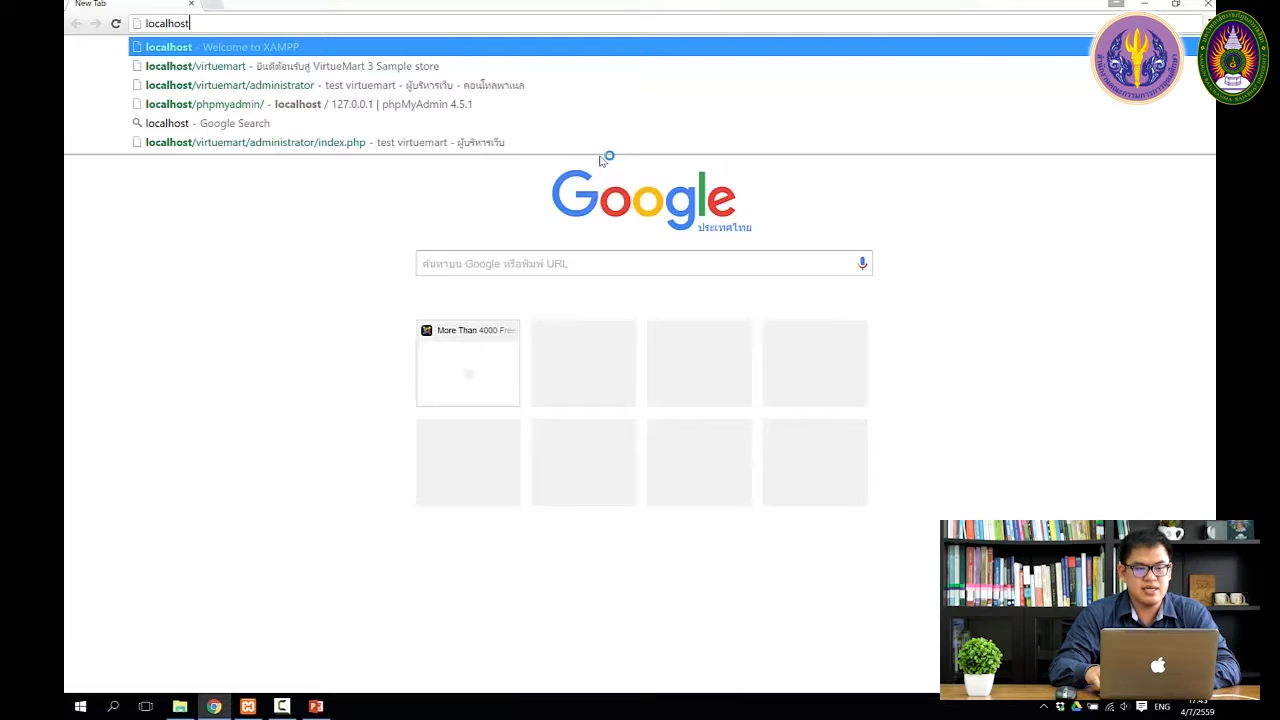 New Tab
localhost
localhost - Welcome to XAMPP
localhost/virtuemart - ยินดีต้อนรับสู่ VirtueMart 3 Sample store
localhost/virtuemart/administrator - test virtuemart - ผู้บริหารเว็บ - คอนโทลพาเนล
localhost/phpmyadmin/ - localhost / 127.0.0.1 | phpMyAdmin 4.5.1
localhost - Google Search
localhost/virtuemart/administrator/index.php - test virtuemart - ผู้บริหารเว็บ
Google
ประเทศไทย
ค้นหาบน Google หรือพิมพ์ URL
More Than 4000 Free
ENG
17:43
4/7/2559